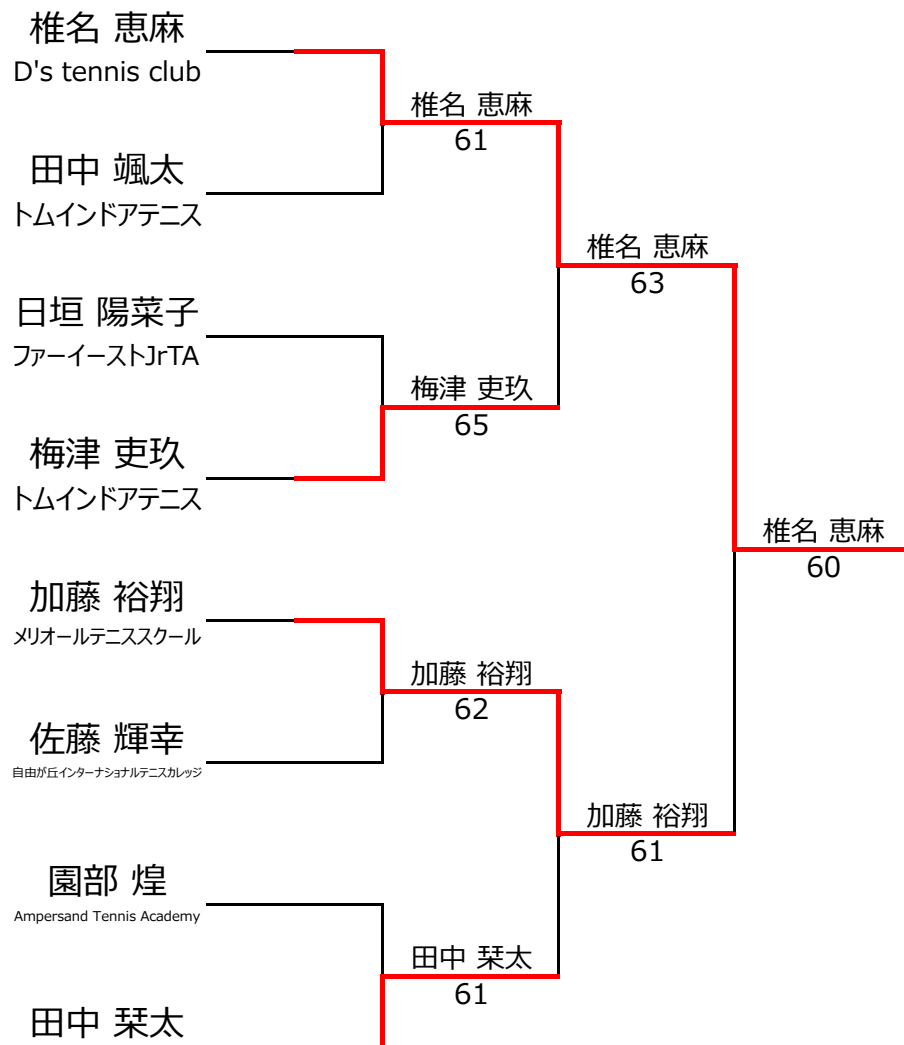 椎名 恵麻
D's tennis club
椎名 恵麻
61
田中 颯太
トムインドアテニス
椎名 恵麻
63
日垣 陽菜子
ファーイーストJrTA
梅津 吏玖
65
梅津 吏玖
トムインドアテニス
椎名 恵麻
60
加藤 裕翔
メリオールテニススクール
加藤 裕翔
62
佐藤 輝幸
自由が丘インターナショナルテニスカレッジ
加藤 裕翔
61
園部 煌
Ampersand Tennis Academy
田中 栞太
61
田中 栞太